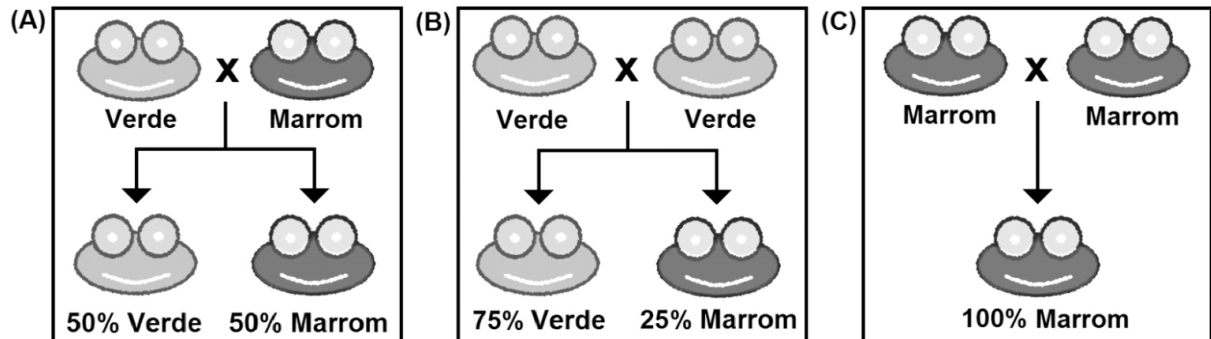 (A)
X
Verde Marrom
50% Verde 50% Marrom
(B)
X
Verde Verde
75% Verde 25% Marrom
(C)
X
Marrom Marrom
100% Marrom